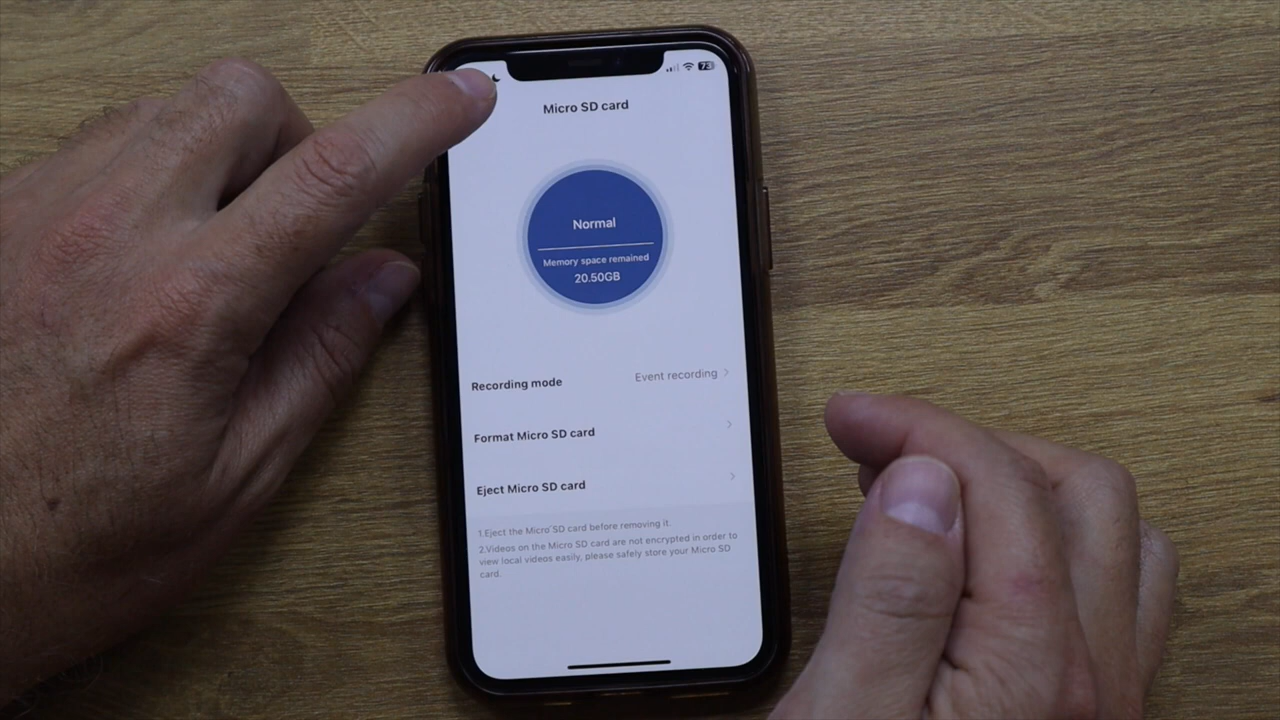 73
Micro SD card
Normal
Memory space remained
20.50GB
Recording mode
Event recording
Format Micro SD card
Eject Micro SD card
1.Eject the Micro SD card before removing it.
2.Videos on the Micro SD card are not encrypted in order to
view local videos easily, please safely store your Micro SD
card.